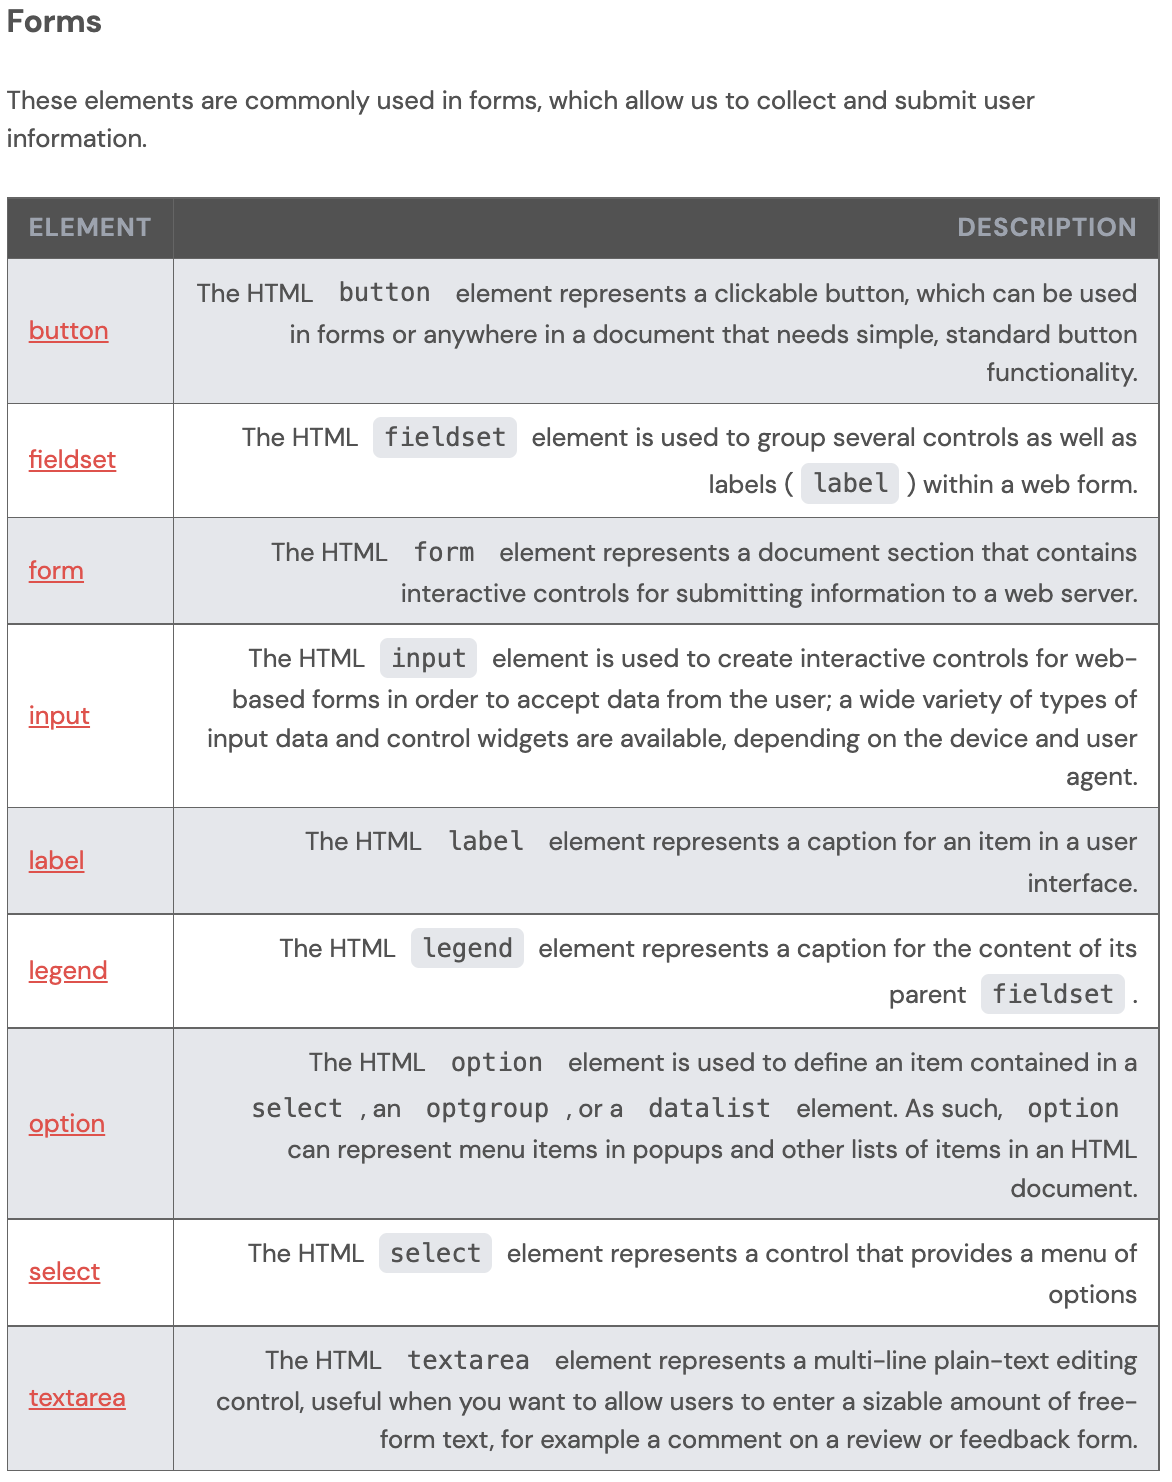 Forms
These elements are commonly used in forms, which allow us to collect and submit user
information.
ELEMENT DESCRIPTION
button
The HTML button element represents a clickable button, which can be used
in forms or anywhere in a document that needs simple, standard button
functionality.
fieldset
The HTML fieldset element is used to group several controls as well as
labels ( label ) within a web form.
form
The HTML form element represents a document section that contains
interactive controls for submitting information to a web server.
input
The HTML input element is used to create interactive controls for web-
based forms in order to accept data from the user; a wide variety of types of
input data and control widgets are available, depending on the device and user
agent.
label
The HTML label element represents a caption for an item in a user
interface.
legend
The HTML legend element represents a caption for the content of its
parent fieldset .
option
The HTML option element is used to define an item contained in a
select , an optgroup , or a datalist element. As such, option
can represent menu items in popups and other lists of items in an HTML
document.
select
The HTML select element represents a control that provides a menu of
options
textarea
The HTML textarea element represents a multi-line plain-text editing
control, useful when you want to allow users to enter a sizable amount of free-
form text, for example a comment on a review or feedback form.